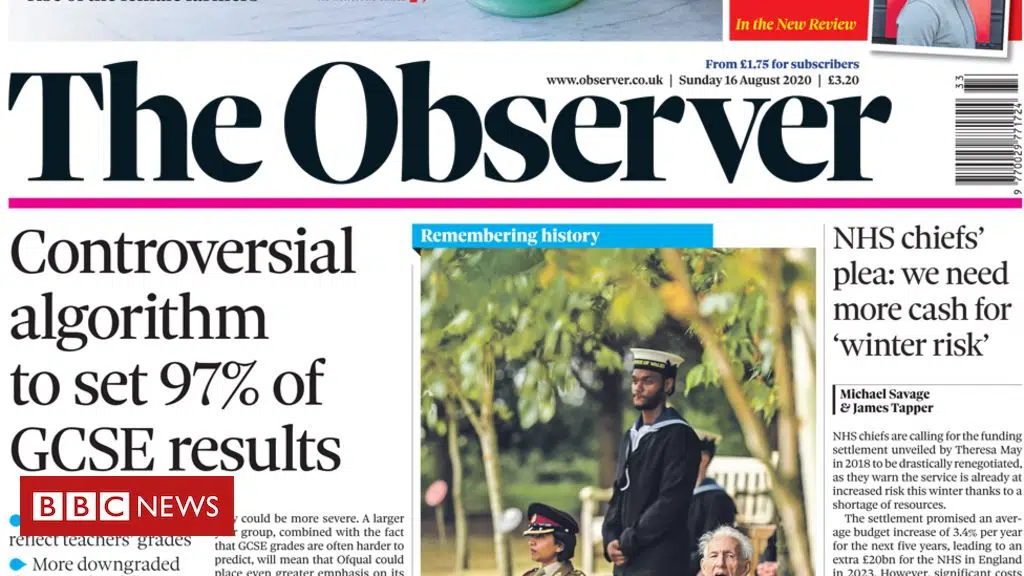 In the New Review
From £1.75 for subscribers
www.observer.co.uk | Sunday 16 August 2020 | £3.20
The Observer
33
9 770029 771724
Controversial
algorithm
to set 97% of
GCSE results
reflect teachers' grades
More downgraded
BBC NEWS
could be more severe. A larger
group, combined with the fact
that GCSE grades are often harder to
predict, will mean that Ofqual could
place even greater emphasis on its
Remembering history
NHS chiefs'
plea: we need
more cash for
'winter risk'
Michael Savage
& James Tapper
NHS chiefs are calling for the funding
settlement unveiled by Theresa May
in 2018 to be drastically renegotiated,
as they warn the service is already at
increased risk this winter thanks to a
shortage of resources.
The settlement promised an aver-
age budget increase of 3.4% per year
for the next five years, leading to an
extra £20bn for the NHS in England
in 2023. However, significant costs